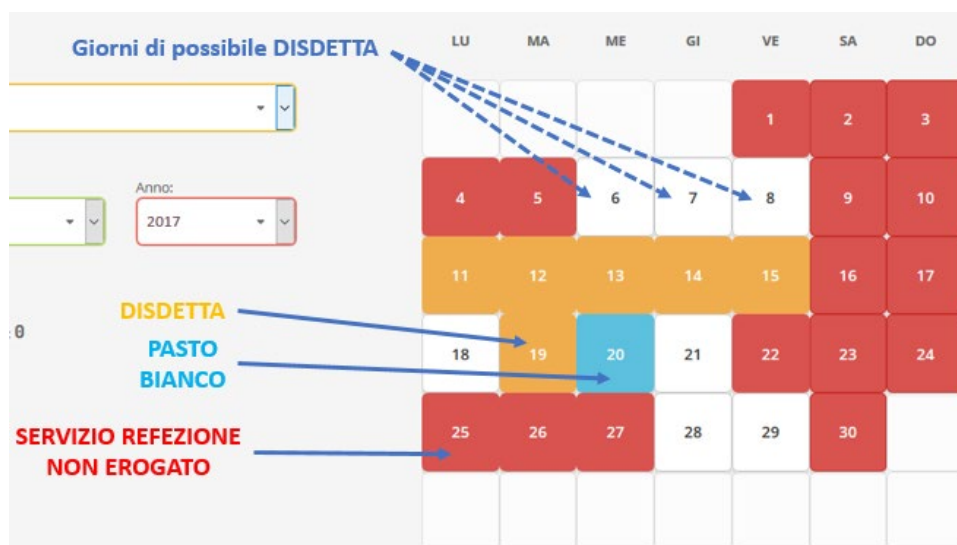 Giorni di possibile DISDETTA
LU MA ME GI VE SA DO
1 2 3
4 5 6 7 8 9 10
Anno:
2017
11 12 13 14 15 16 17
DISDETTA
: 0
PASTO
BIANCO
18 19 20 21 22 23 24
SERVIZIO REFEZIONE
NON EROGATO
25 26 27 28 29 30